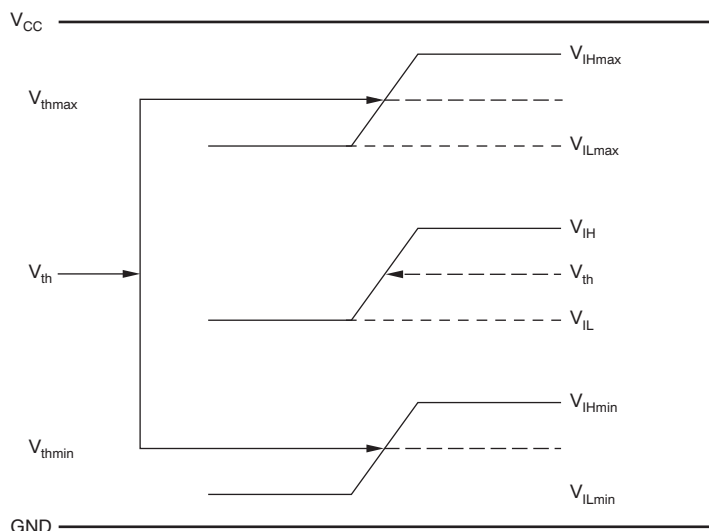 VCC
VIHmax
Vthmax
VILmax
VIH
Vth
Vth
VIL
VIHmin
Vthmin
VILmin
GND